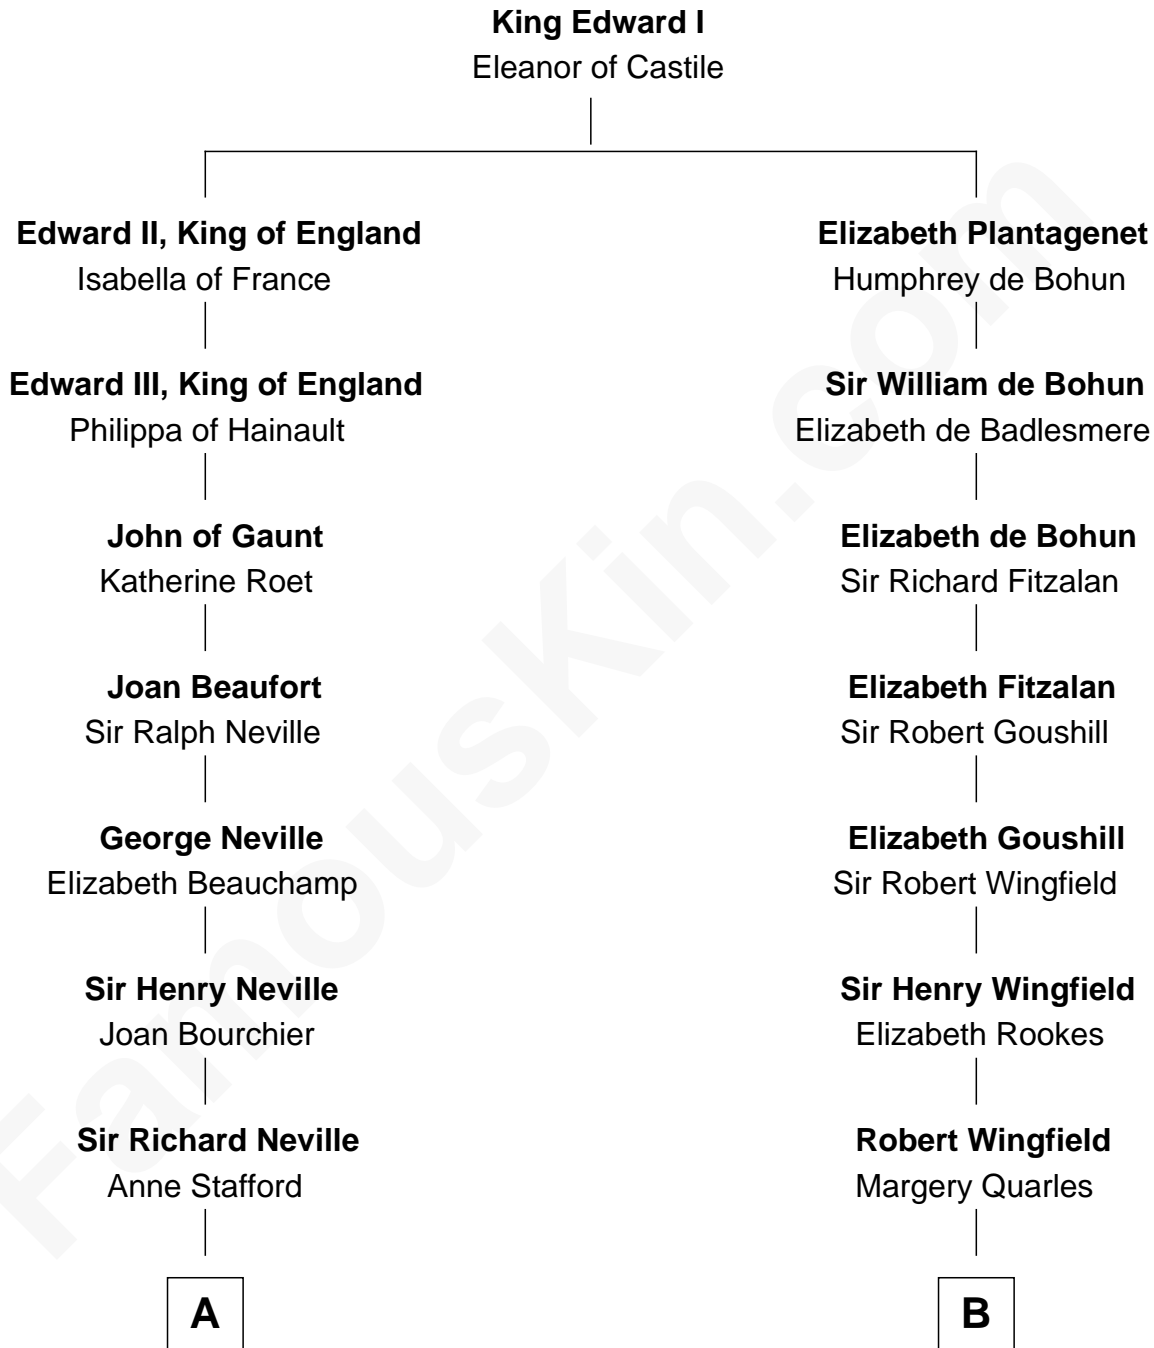 King Edward I
Eleanor of Castile
Edward II, King of England
Isabella of France
Elizabeth Plantagenet
Humphrey de Bohun
Edward III, King of England
Philippa of Hainault
Sir William de Bohun
Elizabeth de Badlesmere
John of Gaunt
Katherine Roet
Elizabeth de Bohun
Sir Richard Fitzalan
Joan Beaufort
Sir Ralph Neville
Elizabeth Fitzalan
Sir Robert Goushill
George Neville
Elizabeth Beauchamp
Elizabeth Goushill
Sir Robert Wingfield
Sir Henry Neville
Joan Bourchier
Sir Henry Wingfield
Elizabeth Rookes
Sir Richard Neville
Anne Stafford
Robert Wingfield
Margery Quarles
A
B
FamousKin.com